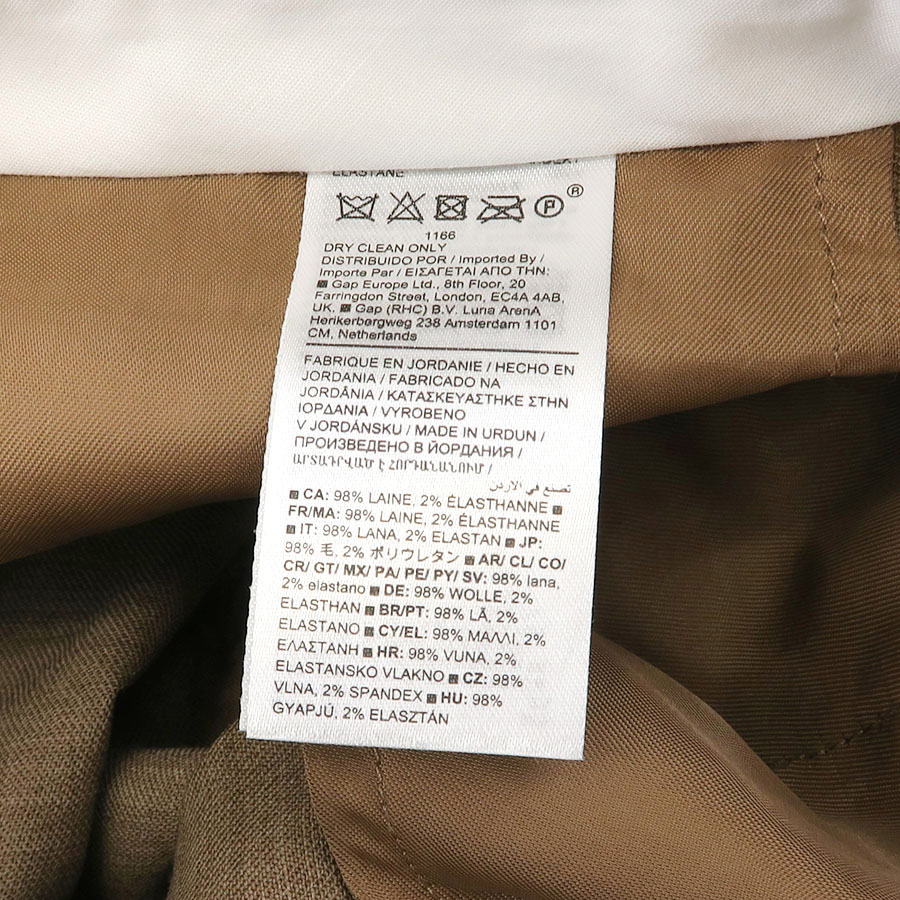 ELASTANE
P
®
1166
DRY CLEAN ONLY
DISTRIBUIDO POR / Imported By /
Importe Par / ΕΙΣΑΓΕΤΑΙ ΑΠΟ ΤΗΝ:
■ Gap Europe Ltd., 8th Floor, 20
Farringdon Street, London, EC4A 4AB,
UK. ■ Gap (RHC) B.V. Luna ArenA
Herikerbergweg 238 Amsterdam 1101
CM, Netherlands
FABRIQUE EN JORDANIE / HECHO EN
JORDANIA / FABRICADO NA
JORDÂNIA / ΚΑΤΑΣΚΕΥΑΣΤΗΚΕ ΣΤΗΝ
ΙΟΡΔΑΝΙΑ / VYROBENO
V JORDÁNSKU / MADE IN URDUN /
ПРОИЗВЕДЕНО В ЙОРДАНИЯ /
ԱՐՏԱԴՐՎԱԾ Է ՀՈՐԴԱՆԱՆՈՒՄ /
تصنع في الاردن
■ CA: 98% LAINE, 2% ÉLASTHANNE ■
FR/MA: 98% LAINE, 2% ÉLASTHANNE
■ IT: 98% LANA, 2% ELASTAN ■ JP:
98% 毛, 2% ポリウレタン ■ AR/ CL/ CO/
CR/ GT/ MX/ PA/ PE/ PY/ SV: 98% lana,
2% elastano ■ DE: 98% WOLLE, 2%
ELASTHAN ■ BR/PT: 98% LÃ, 2%
ELASTANO ■ CY/EL: 98% ΜΑΛΛΙ, 2%
ΕΛΑΣΤΑΝΗ ■ HR: 98% VUNA, 2%
ELASTANSKO VLAKNO ■ CZ: 98%
VLNA, 2% SPANDEX ■ HU: 98%
GYAPJÚ, 2% ELASZTÁN